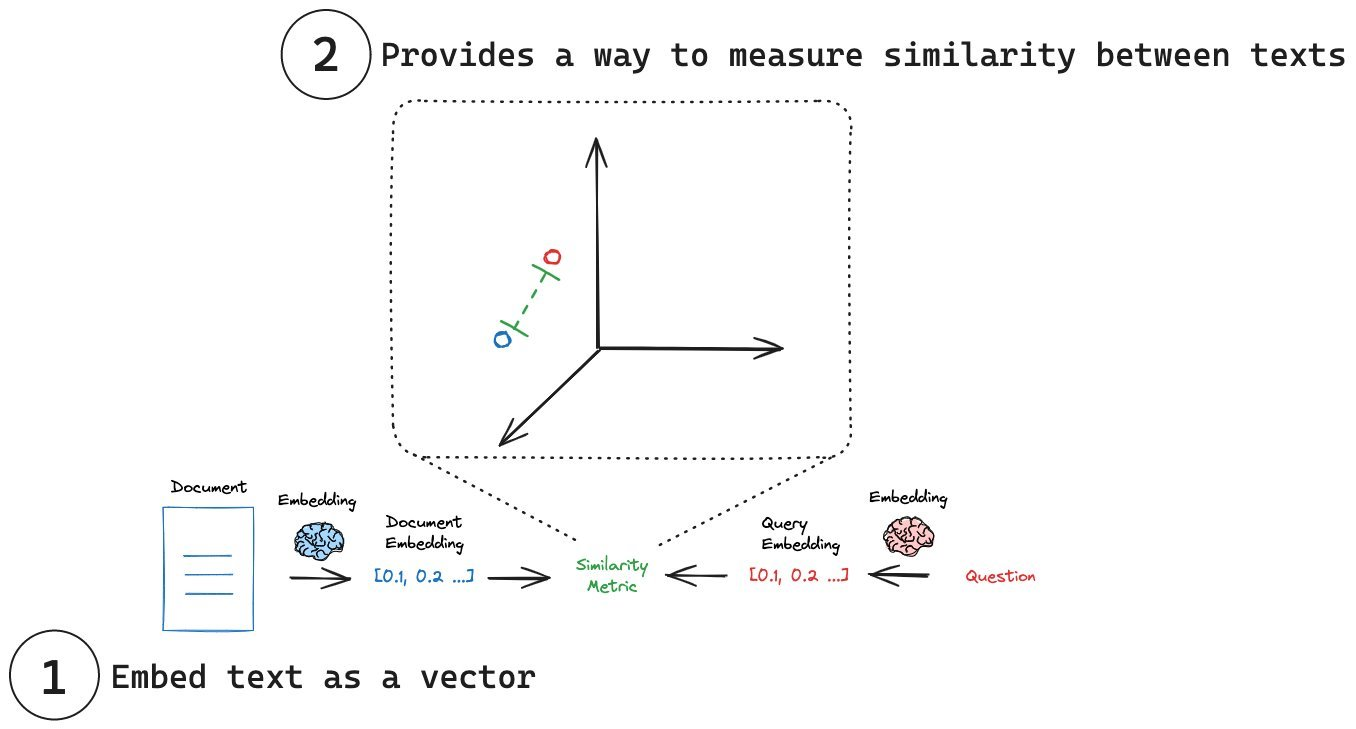 2
Provides a way to measure similarity between texts
Document
Embedding
Document
Embedding
[0.1, 0.2 ...]
Similarity
Metric
Query
Embedding
[0.1, 0.2 ...]
Embedding
Question
1
Embed text as a vector